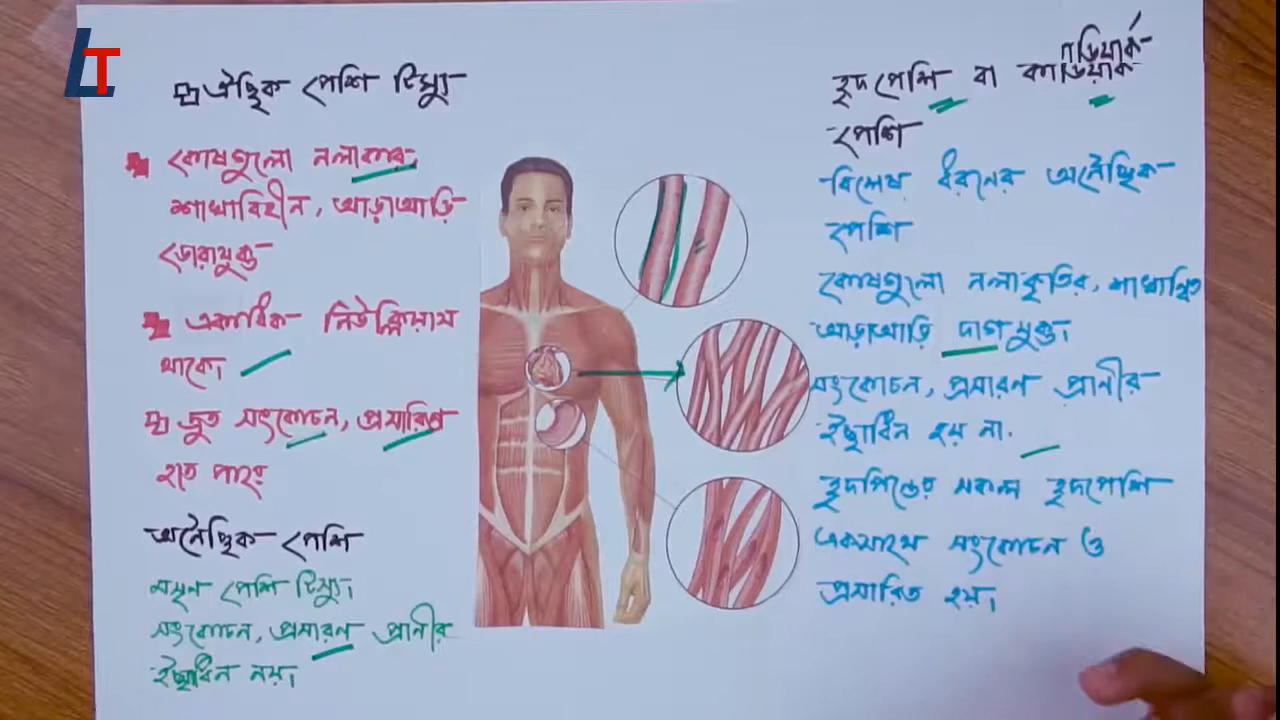 LT
ঐচ্ছিক পেশি টিস্যু
কোষগুলো নলাকার,
শাখাবিহীন, আড়াআড়ি
ডোরাযুক্ত
একাধিক নিউক্লিয়াস
থাকে।
দ্রুত সংকোচন, প্রসারিত
হতে পারে
অনৈচ্ছিক পেশি
মসৃন পেশি টিস্যু।
সংকোচন, প্রসারণ প্রাণীর
ইচ্ছাধিন নয়।
হৃদপেশি বা কার্ডিয়াক
পেশি
-বিশেষ ধরনের অনৈচ্ছিক
পেশি
কোষগুলো নলাকৃতির, শাখান্বিত
আড়াআড়ি দাগযুক্ত।
সংকোচন, প্রসারণ প্রাণীর
ইচ্ছাধিন হয় না।
হৃদপিণ্ডের সকল হৃদপেশি
একসাথে সংকোচন ও
প্রসারিত হয়।